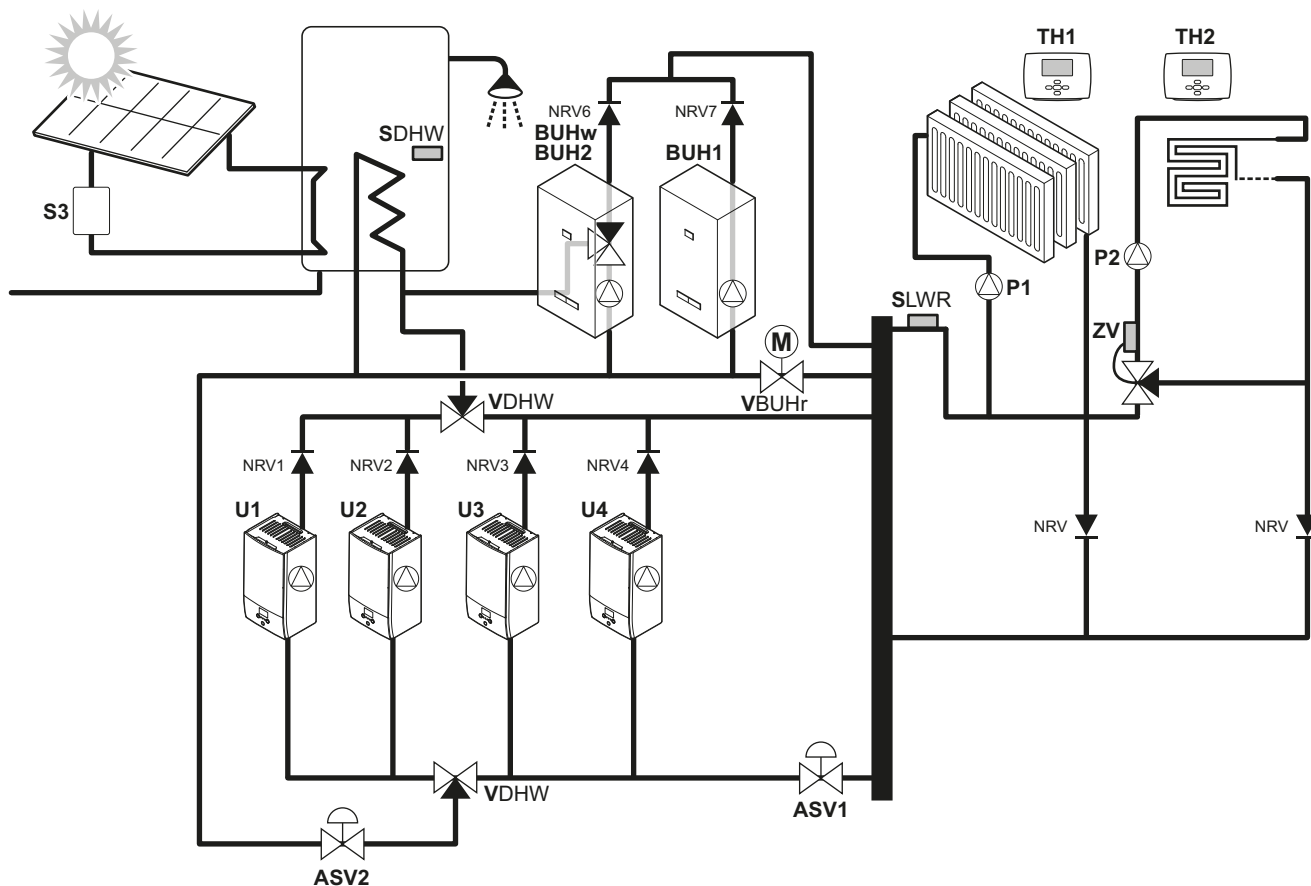 TH1
TH2
NRV6
NRV7
BUHw
BUH2
BUH1
SDHW
S3
P2
P1
SLWR
ZV
M
VDHW
VBUHr
NRV1
NRV2
NRV3
NRV4
U1
U2
U3
U4
NRV
NRV
VDHW
ASV1
ASV2